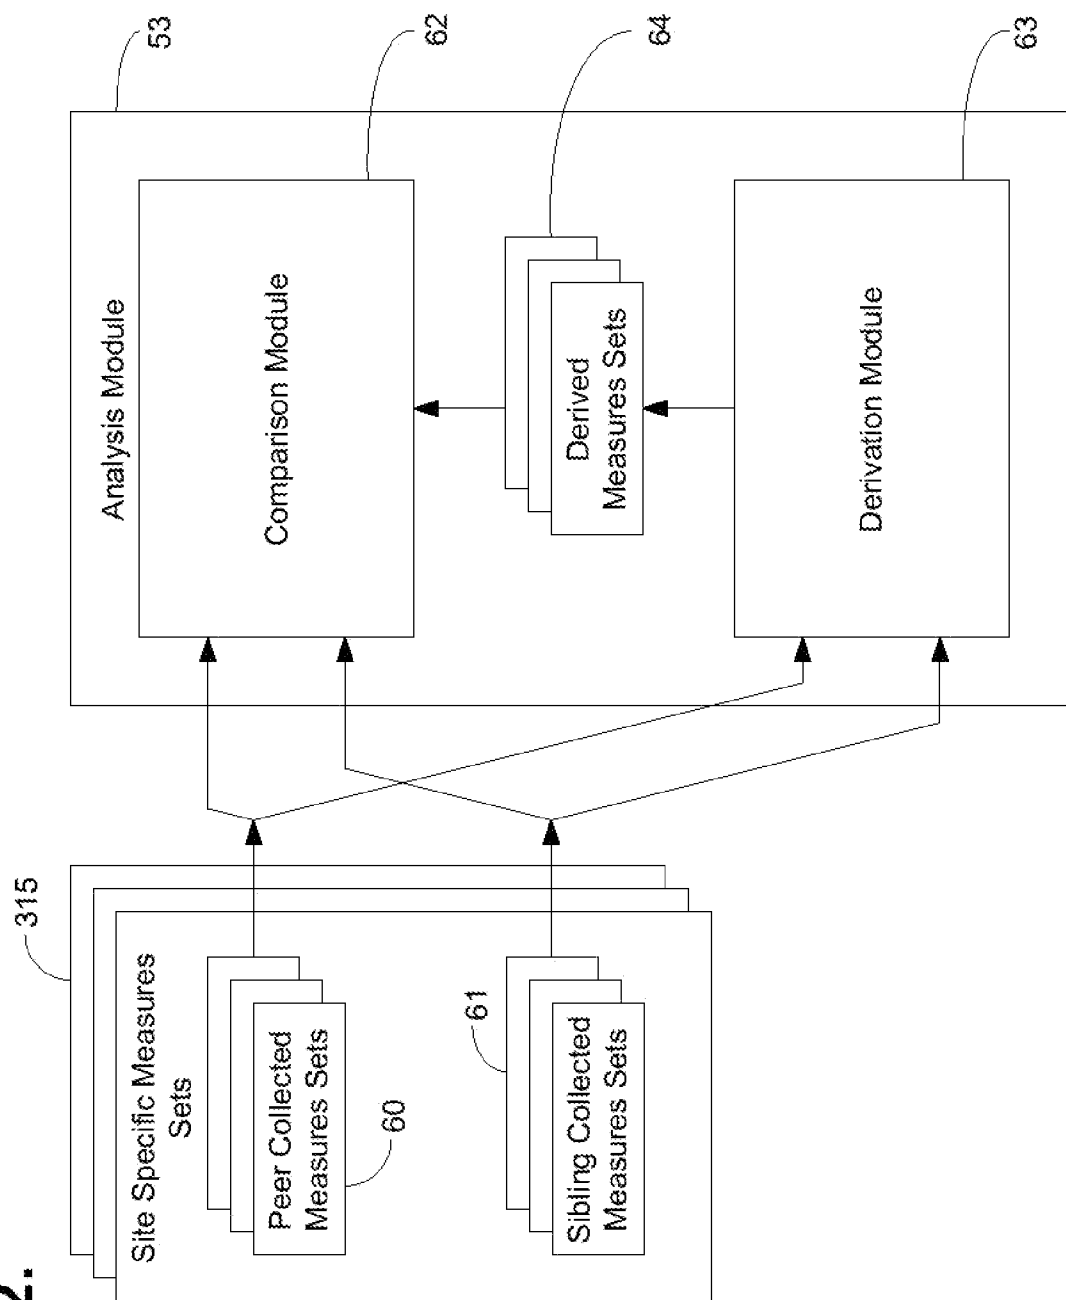 2.
315
Site Specific Measures
Sets
Peer Collected
Measures Sets
60
61
Sibling Collected
Measures Sets
53
Analysis Module
Comparison Module
62
Derived
Measures Sets
64
Derivation Module
63